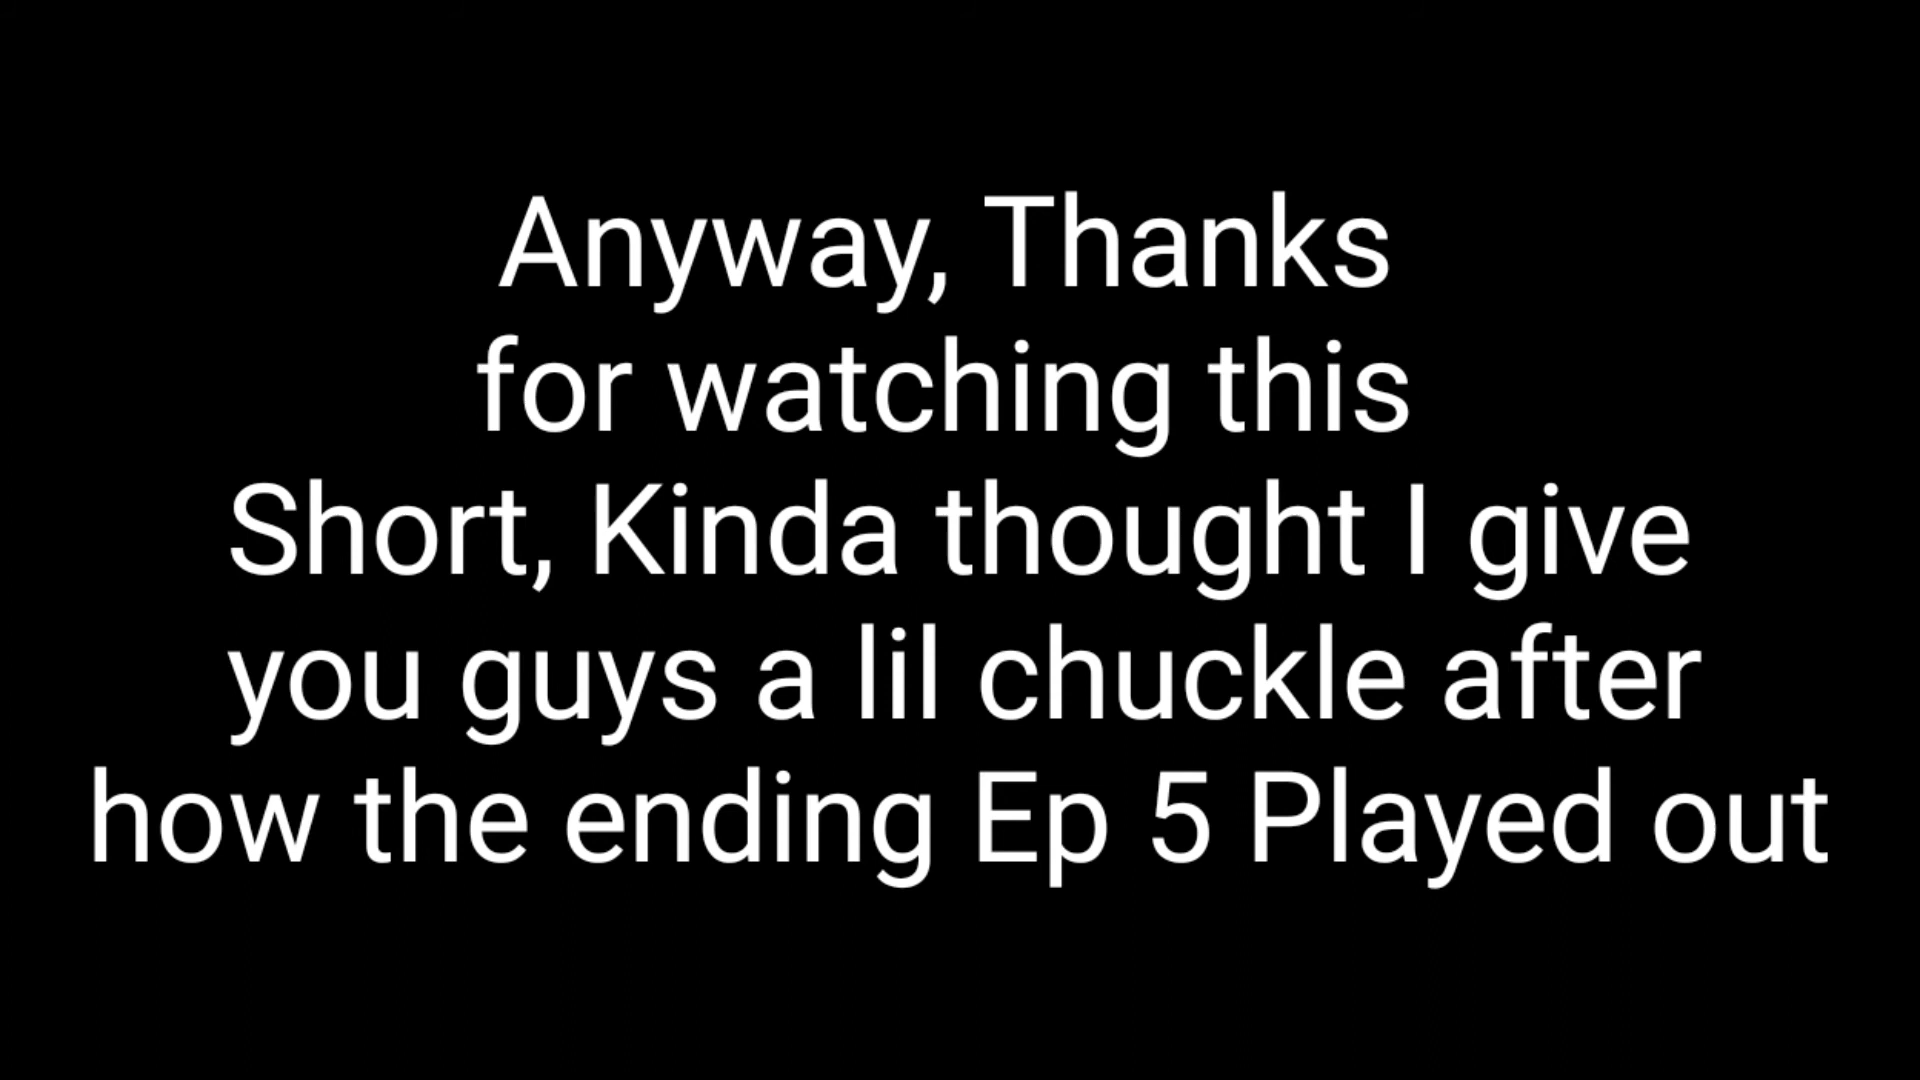 Anyway, Thanks
for watching this
Short, Kinda thought I give
you guys a lil chuckle after
how the ending Ep 5 Played out